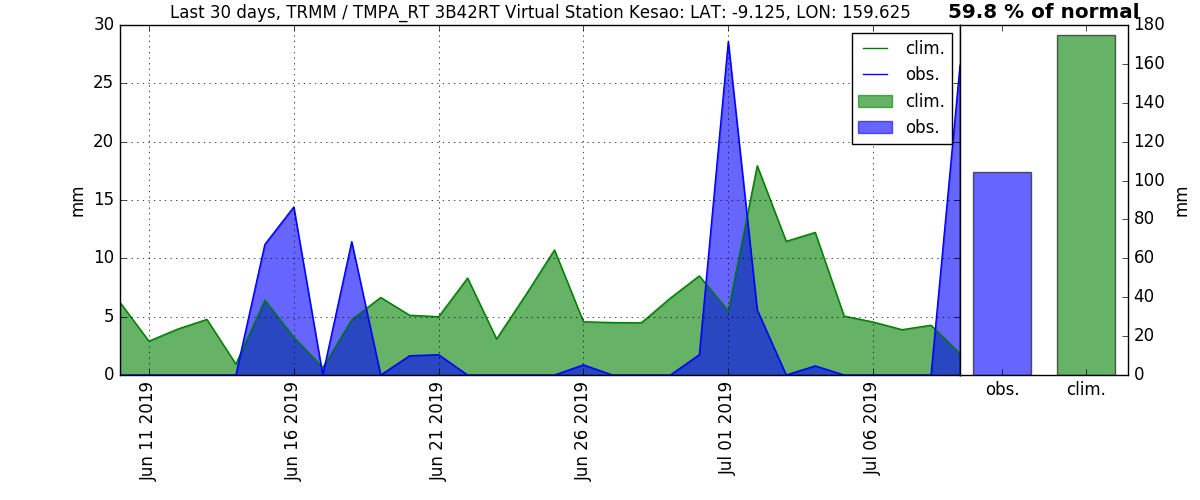 Last 30 days, TRMM / TMPA_RT 3B42RT Virtual Station Kesao: LAT: -9.125, LON: 159.625
59.8 % of normal
30
25
20
15
10
5
0
mm
clim.
obs.
clim.
obs.
Jun 11 2019
Jun 16 2019
Jun 21 2019
Jun 26 2019
Jul 01 2019
Jul 06 2019
180
160
140
120
100
80
60
40
20
0
mm
obs.
clim.